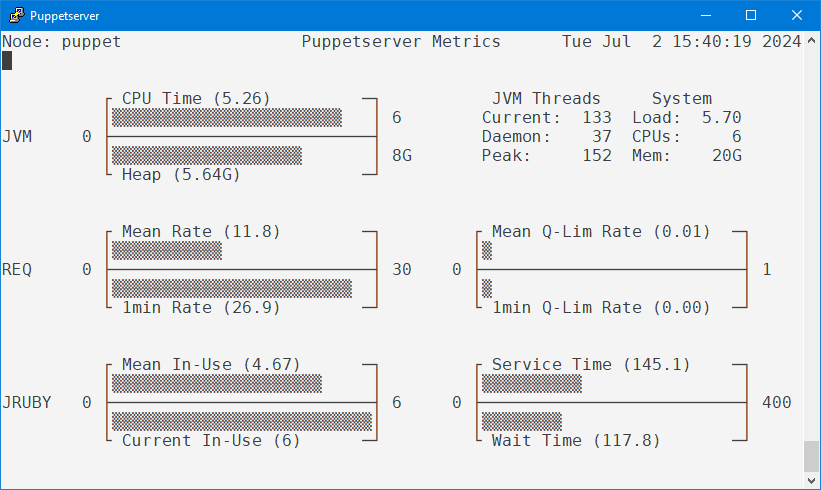 Puppetserver
Node: puppet Puppetserver Metrics Tue Jul 2 15:40:19 2024
CPU Time (5.26) JVM Threads System
6 Current: 133 Load: 5.70
JVM 0 Daemon: 37 CPUs: 6
8G Peak: 152 Mem: 20G
Heap (5.64G)
Mean Rate (11.8) Mean Q-Lim Rate (0.01)
REQ 0 30 0 1
1min Rate (26.9) 1min Q-Lim Rate (0.00)
Mean In-Use (4.67) Service Time (145.1)
JRUBY 0 6 0 400
Current In-Use (6) Wait Time (117.8)